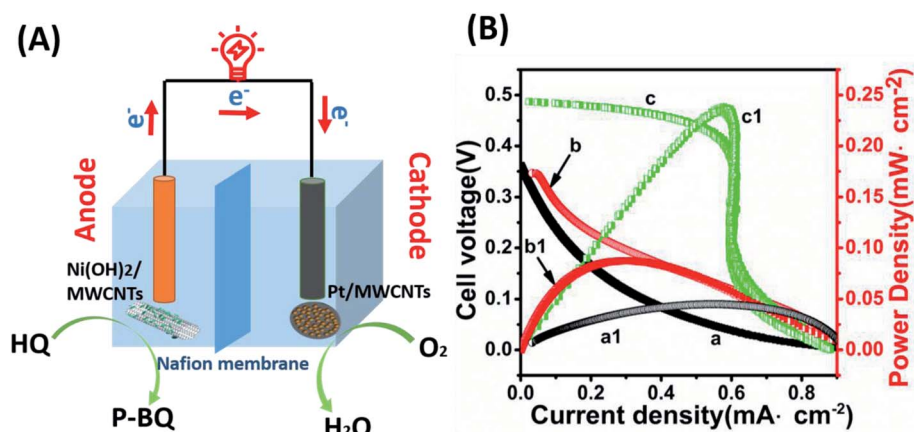 (A)
e-
e-
e-
Anode
Cathode
Ni(OH)2/
MWCNTs
Pt/MWCNTs
HQ
O2
Nafion membrane
P-BQ
H2O
(B)
Cell voltage(V)
0.5
0.4
0.3
0.2
0.1
0.0
c
c1
b
b1
a1
a
0.25
0.20
0.15
0.10
0.05
0.00
Power Density(mW· cm-2)
0.0 0.2 0.4 0.6 0.8
Current density(mA· cm-2)